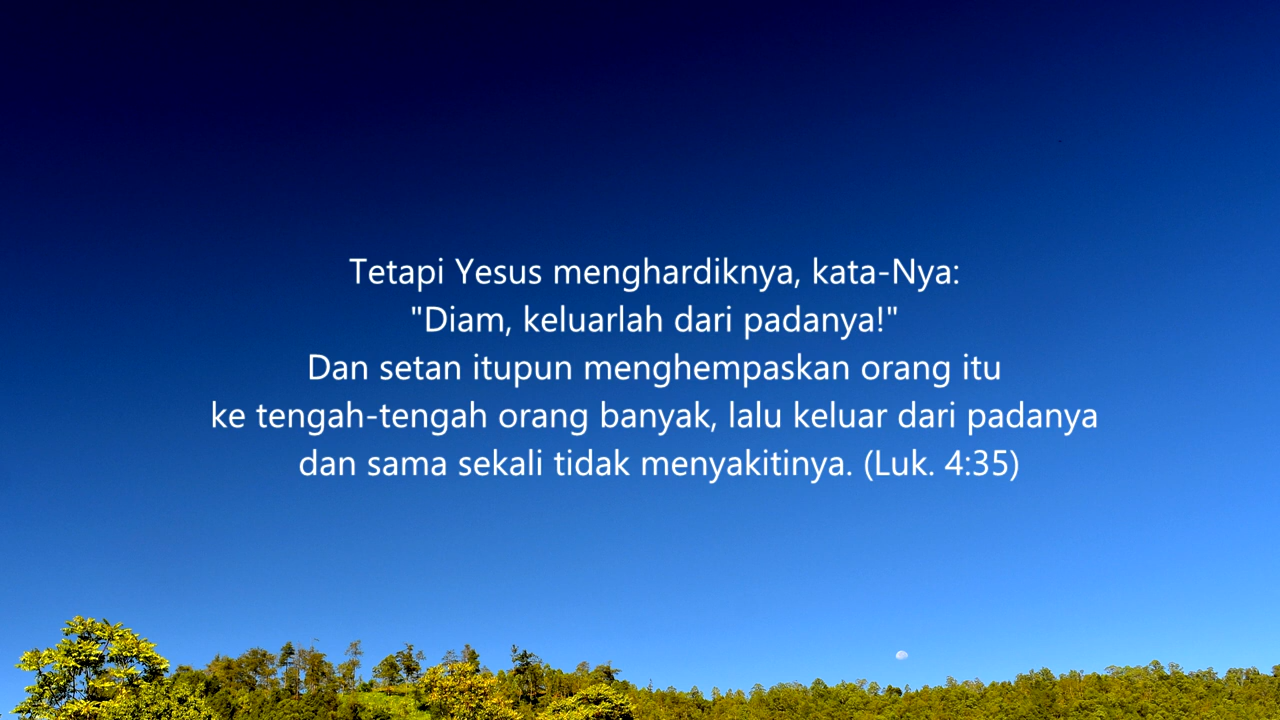 Tetapi Yesus menghardiknya, kata-Nya:
"Diam, keluarlah dari padanya!"
Dan setan itupun menghempaskan orang itu
ke tengah-tengah orang banyak, lalu keluar dari padanya
dan sama sekali tidak menyakitinya. (Luk. 4:35)